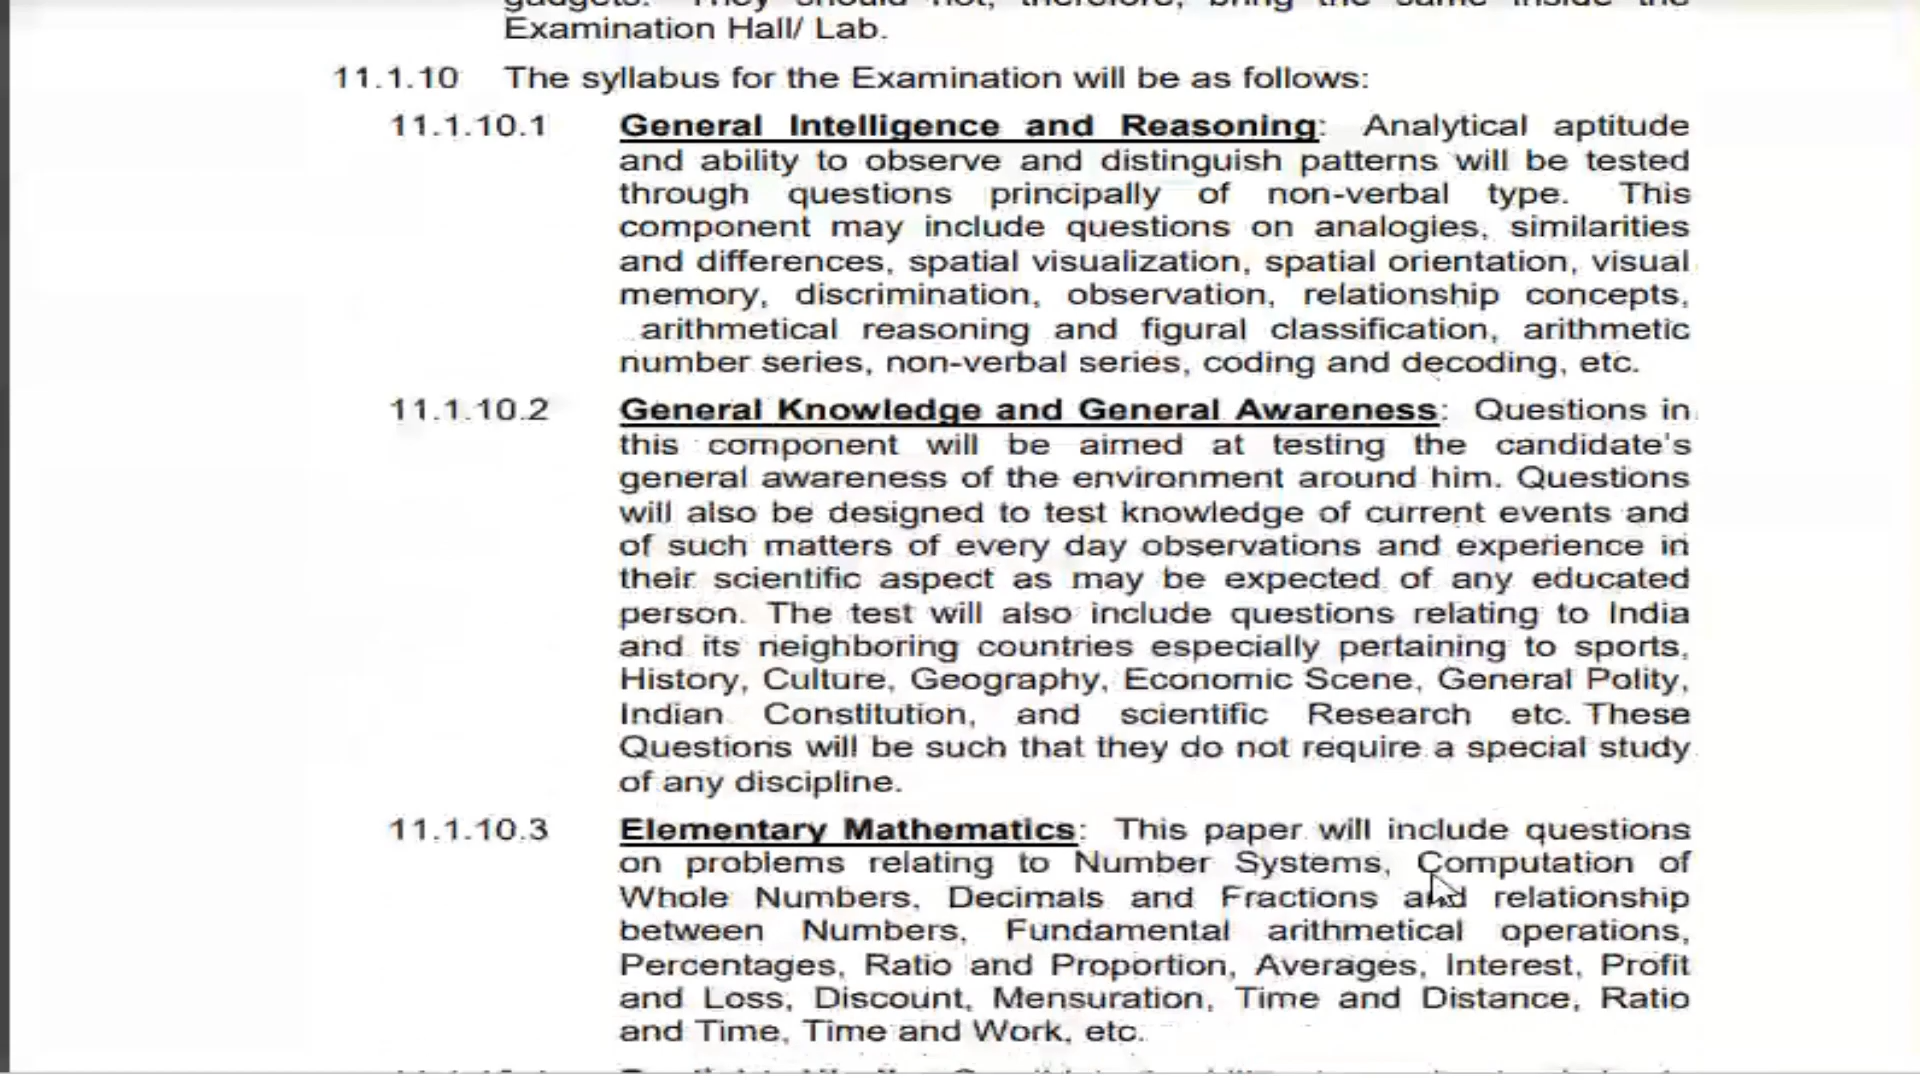 gadgets. They should not, therefore, bring the same inside the
Examination Hall/ Lab.
11.1.10 The syllabus for the Examination will be as follows:
11.1.10.1 General Intelligence and Reasoning: Analytical aptitude
and ability to observe and distinguish patterns will be tested
through questions principally of non-verbal type. This
component may include questions on analogies, similarities
and differences, spatial visualization, spatial orientation, visual
memory, discrimination, observation, relationship concepts,
arithmetical reasoning and figural classification, arithmetic
number series, non-verbal series, coding and decoding, etc.
11.1.10.2 General Knowledge and General Awareness: Questions in
this component will be aimed at testing the candidate's
general awareness of the environment around him. Questions
will also be designed to test knowledge of current events and
of such matters of every day observations and experience in
their scientific aspect as may be expected of any educated
person. The test will also include questions relating to India
and its neighboring countries especially pertaining to sports,
History, Culture, Geography, Economic Scene, General Polity,
Indian Constitution, and scientific Research etc. These
Questions will be such that they do not require a special study
of any discipline.
11.1.10.3 Elementary Mathematics: This paper will include questions
on problems relating to Number Systems, Computation of
Whole Numbers, Decimals and Fractions and relationship
between Numbers, Fundamental arithmetical operations,
Percentages, Ratio and Proportion, Averages, Interest, Profit
and Loss, Discount, Mensuration, Time and Distance, Ratio
and Time, Time and Work, etc.